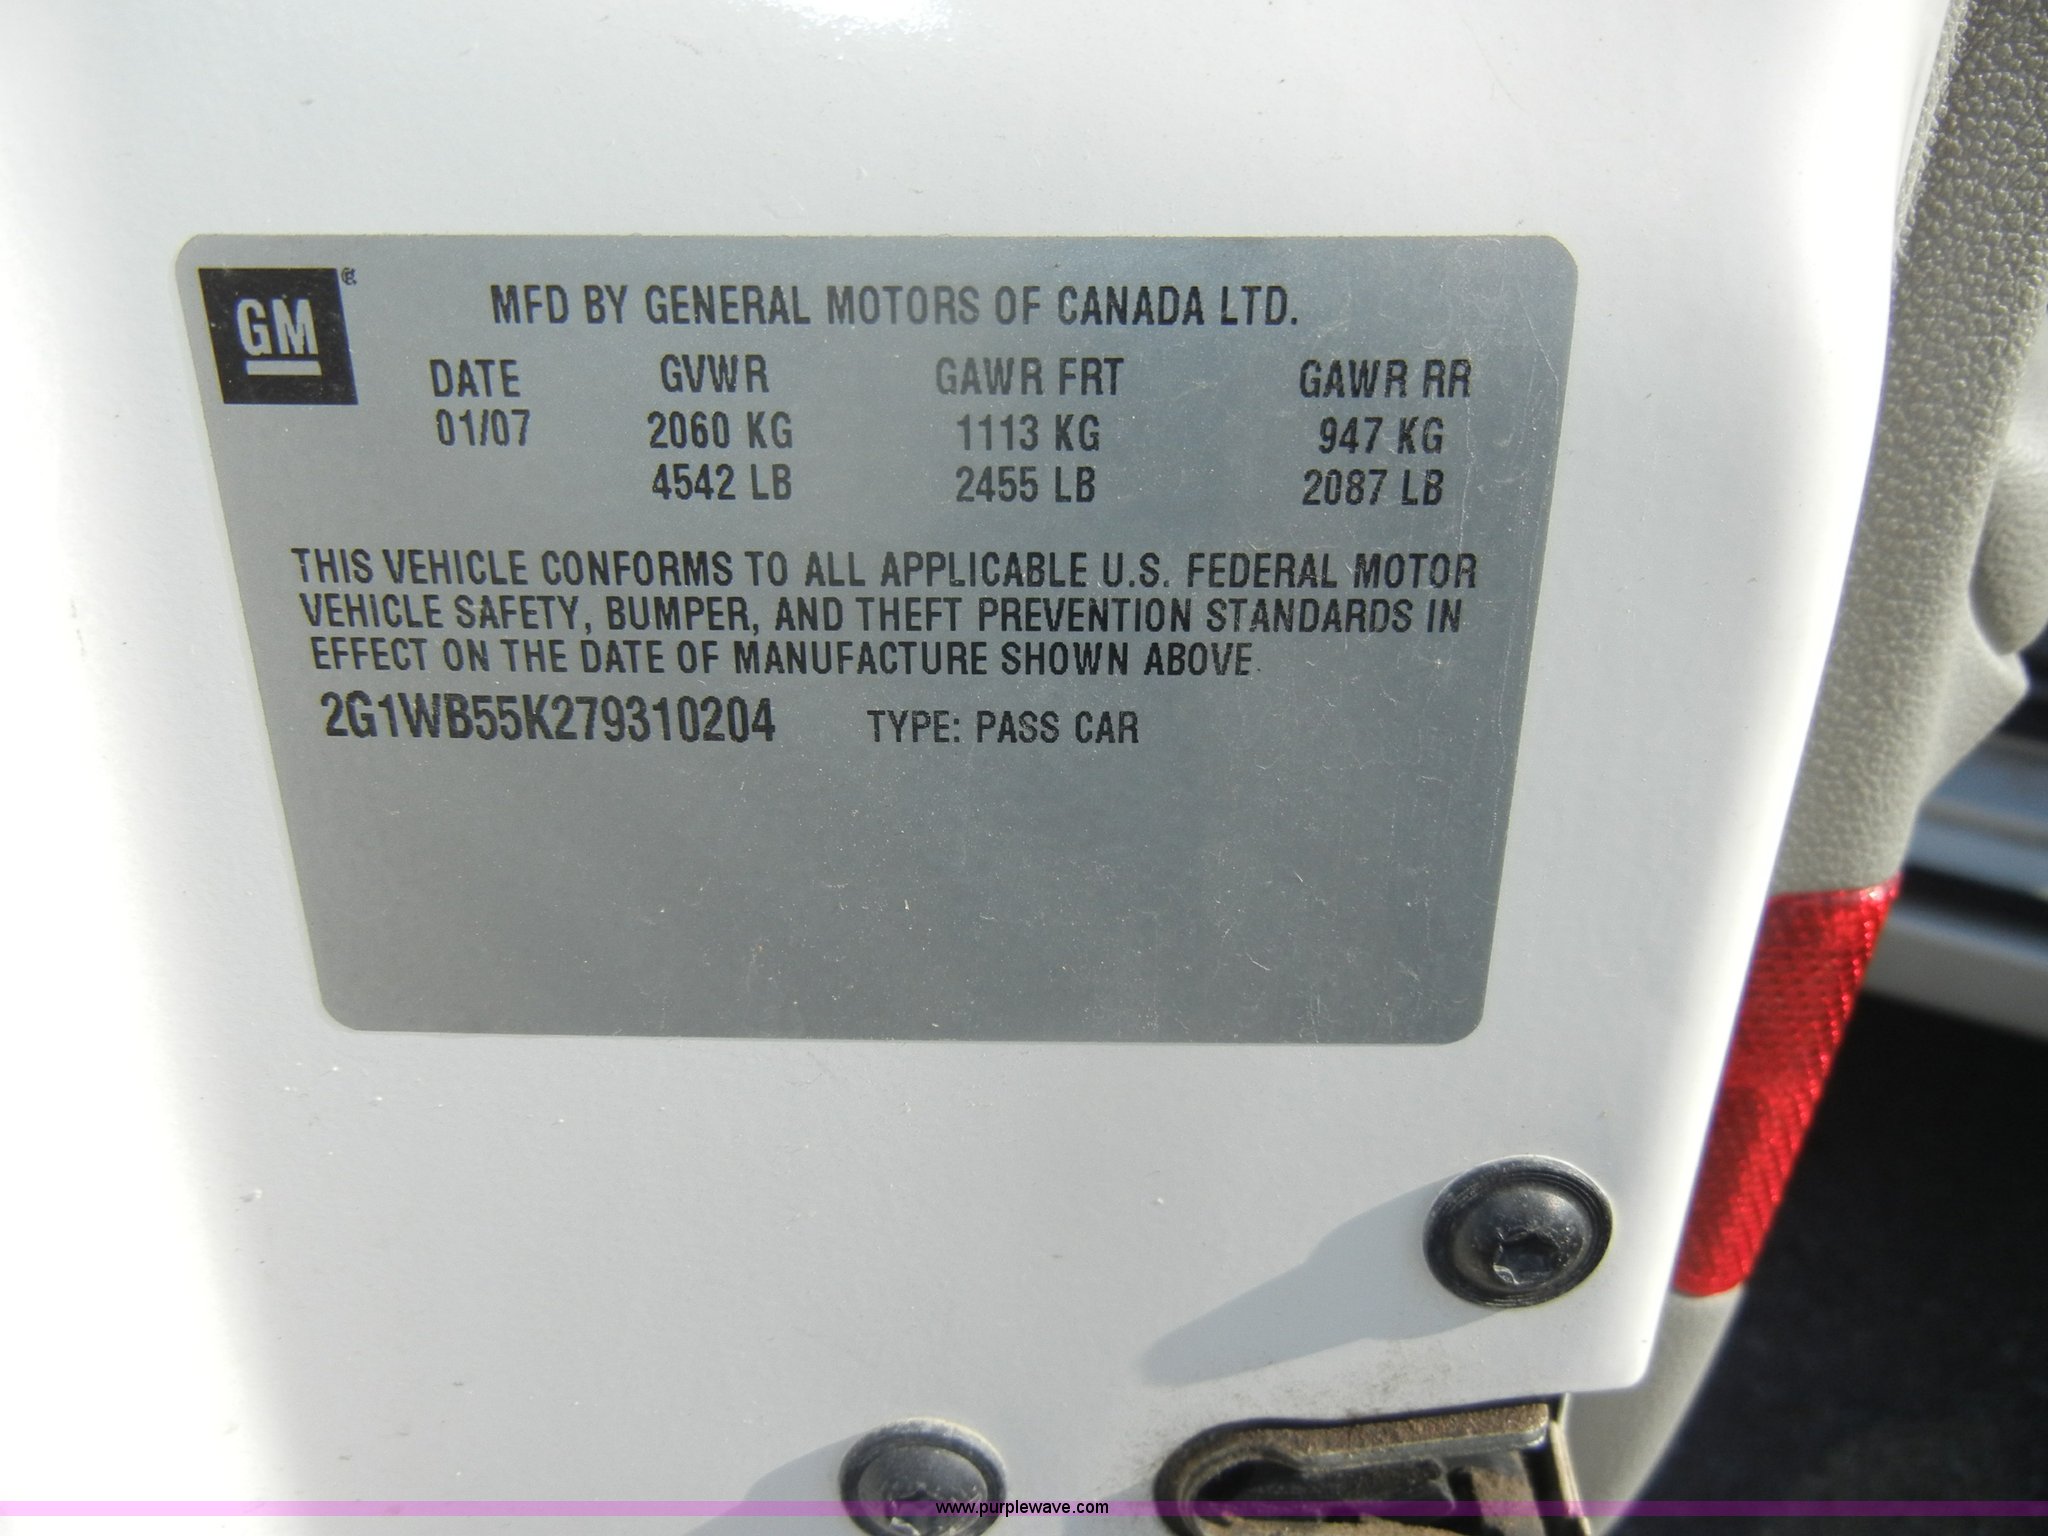 GM ®
MFD BY GENERAL MOTORS OF CANADA LTD.
DATE GVWR GAWR FRT GAWR RR
01/07 2060 KG 1113 KG 947 KG
4542 LB 2455 LB 2087 LB
THIS VEHICLE CONFORMS TO ALL APPLICABLE U.S. FEDERAL MOTOR
VEHICLE SAFETY, BUMPER, AND THEFT PREVENTION STANDARDS IN
EFFECT ON THE DATE OF MANUFACTURE SHOWN ABOVE.
2G1WB55K279310204 TYPE: PASS CAR
www.purplewave.com